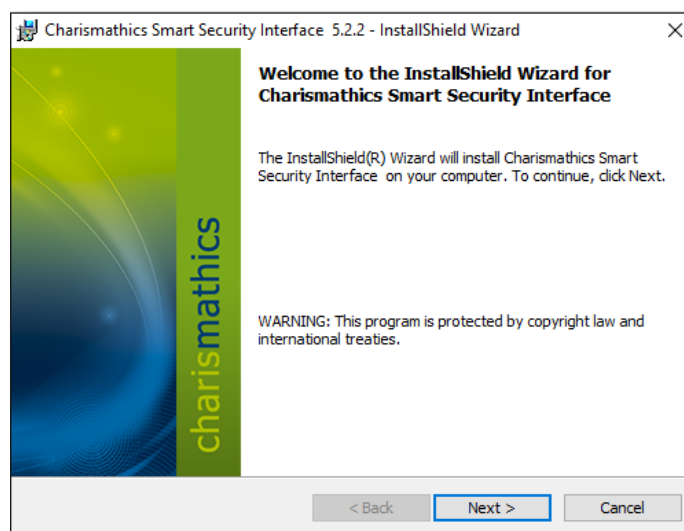 Charismathics Smart Security Interface 5.2.2 - InstallShield Wizard
Welcome to the InstallShield Wizard for
Charismathics Smart Security Interface
The InstallShield(R) Wizard will install Charismathics Smart
Security Interface on your computer. To continue, click Next.
charismathics
WARNING: This program is protected by copyright law and
international treaties.
< Back
Next >
Cancel